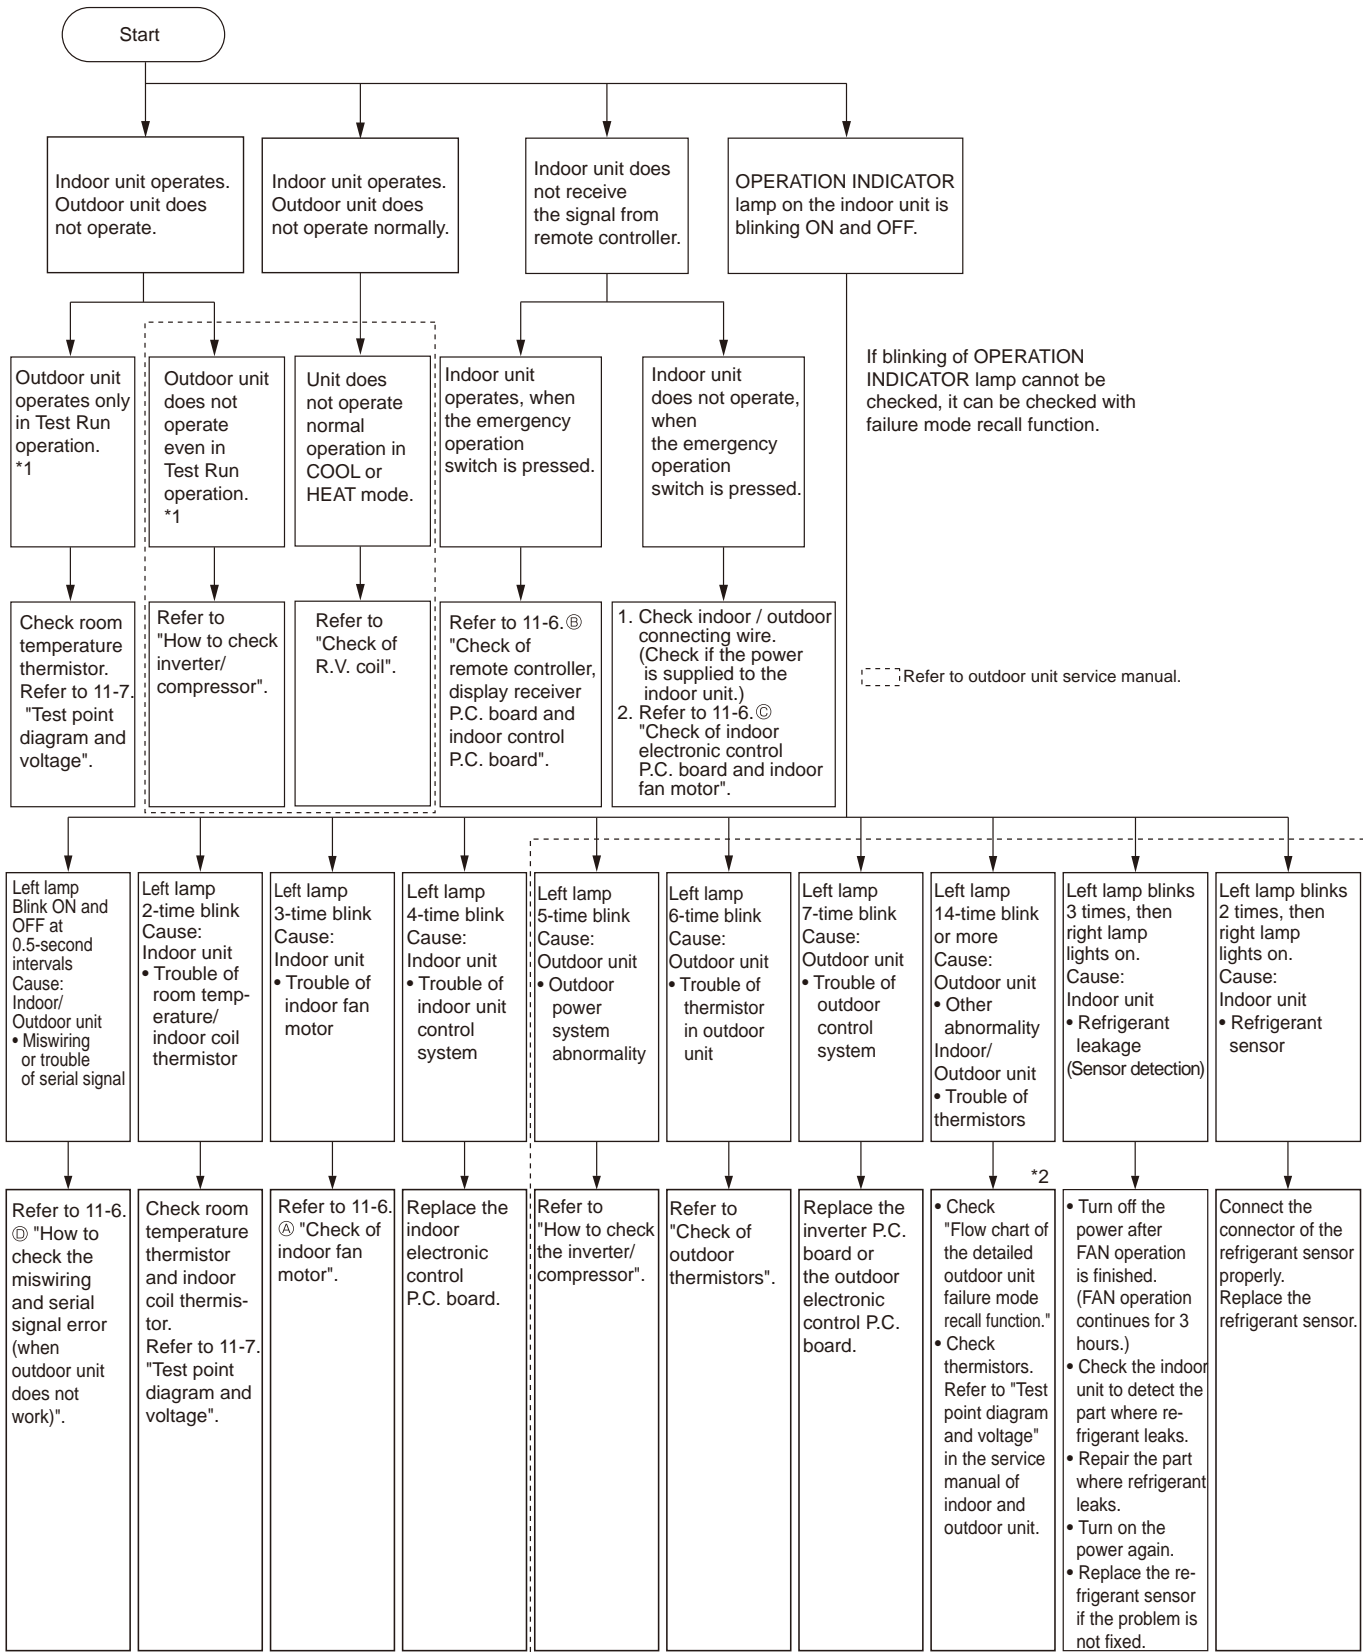 Start
Indoor unit operates.
Outdoor unit does
not operate.
Indoor unit operates.
Outdoor unit does
not operate normally.
Indoor unit does
not receive
the signal from
remote controller.
OPERATION INDICATOR
lamp on the indoor unit is
blinking ON and OFF.
If blinking of OPERATION
INDICATOR lamp cannot be
checked, it can be checked with
failure mode recall function.
Outdoor unit
operates only
in Test Run
operation.
*1
Outdoor unit
does not
operate
even in
Test Run
operation.
*1
Unit does
not operate
normal
operation in
COOL or
HEAT mode.
Indoor unit
operates, when
the emergency
operation
switch is pressed.
Indoor unit
does not operate,
when
the emergency
operation
switch is pressed.
Check room
temperature
thermistor.
Refer to 11-7.
"Test point
diagram and
voltage".
Refer to
"How to check
inverter/
compressor".
Refer to
"Check of
R.V. coil".
Refer to 11-6.Ⓑ
"Check of
remote controller,
display receiver
P.C. board and
indoor control
P.C. board".
1. Check indoor / outdoor
connecting wire.
(Check if the power
is supplied to the
indoor unit.)
2. Refer to 11-6.Ⓒ
"Check of indoor
electronic control
P.C. board and indoor
fan motor".
Refer to outdoor unit service manual.
Left lamp
Blink ON and
OFF at
0.5-second
intervals
Cause:
Indoor/
Outdoor unit
• Miswiring
or trouble
of serial signal
Left lamp
2-time blink
Cause:
Indoor unit
• Trouble of
room temp-
erature/
indoor coil
thermistor
Left lamp
3-time blink
Cause:
Indoor unit
• Trouble of
indoor fan
motor
Left lamp
4-time blink
Cause:
Indoor unit
• Trouble of
indoor unit
control
system
Left lamp
5-time blink
Cause:
Outdoor unit
• Outdoor
power
system
abnormality
Left lamp
6-time blink
Cause:
Outdoor unit
• Trouble of
thermistor
in outdoor
unit
Left lamp
7-time blink
Cause:
Outdoor unit
• Trouble of
outdoor
control
system
Left lamp
14-time blink
or more
Cause:
Outdoor unit
• Other
abnormality
Indoor/
Outdoor unit
• Trouble of
thermistors
Left lamp blinks
3 times, then
right lamp
lights on.
Cause:
Indoor unit
• Refrigerant
leakage
(Sensor detection)
Left lamp blinks
2 times, then
right lamp
lights on.
Cause:
Indoor unit
• Refrigerant
sensor
*2
Refer to 11-6.
Ⓓ "How to
check the
miswiring
and serial
signal error
(when
outdoor unit
does not
work)".
Check room
temperature
thermistor
and indoor
coil thermis-
tor.
Refer to 11-7.
"Test point
diagram and
voltage".
Refer to 11-6.
Ⓐ "Check of
indoor fan
motor".
Replace the
indoor
electronic
control
P.C. board.
Refer to
"How to check
the inverter/
compressor".
Refer to
"Check of
outdoor
thermistors".
Replace the
inverter P.C.
board or
the outdoor
electronic
control P.C.
board.
• Check
"Flow chart of
the detailed
outdoor unit
failure mode
recall function."
• Check
thermistors.
Refer to "Test
point diagram
and voltage"
in the service
manual of
indoor and
outdoor unit.
• Turn off the
power after
FAN operation
is finished.
(FAN operation
continues for 3
hours.)
• Check the indoor
unit to detect the
part where re-
frigerant leaks.
• Repair the part
where refrigerant
leaks.
• Turn on the
power again.
• Replace the re-
frigerant sensor
if the problem is
not fixed.
Connect the
connector of the
refrigerant sensor
properly.
Replace the
refrigerant sensor.